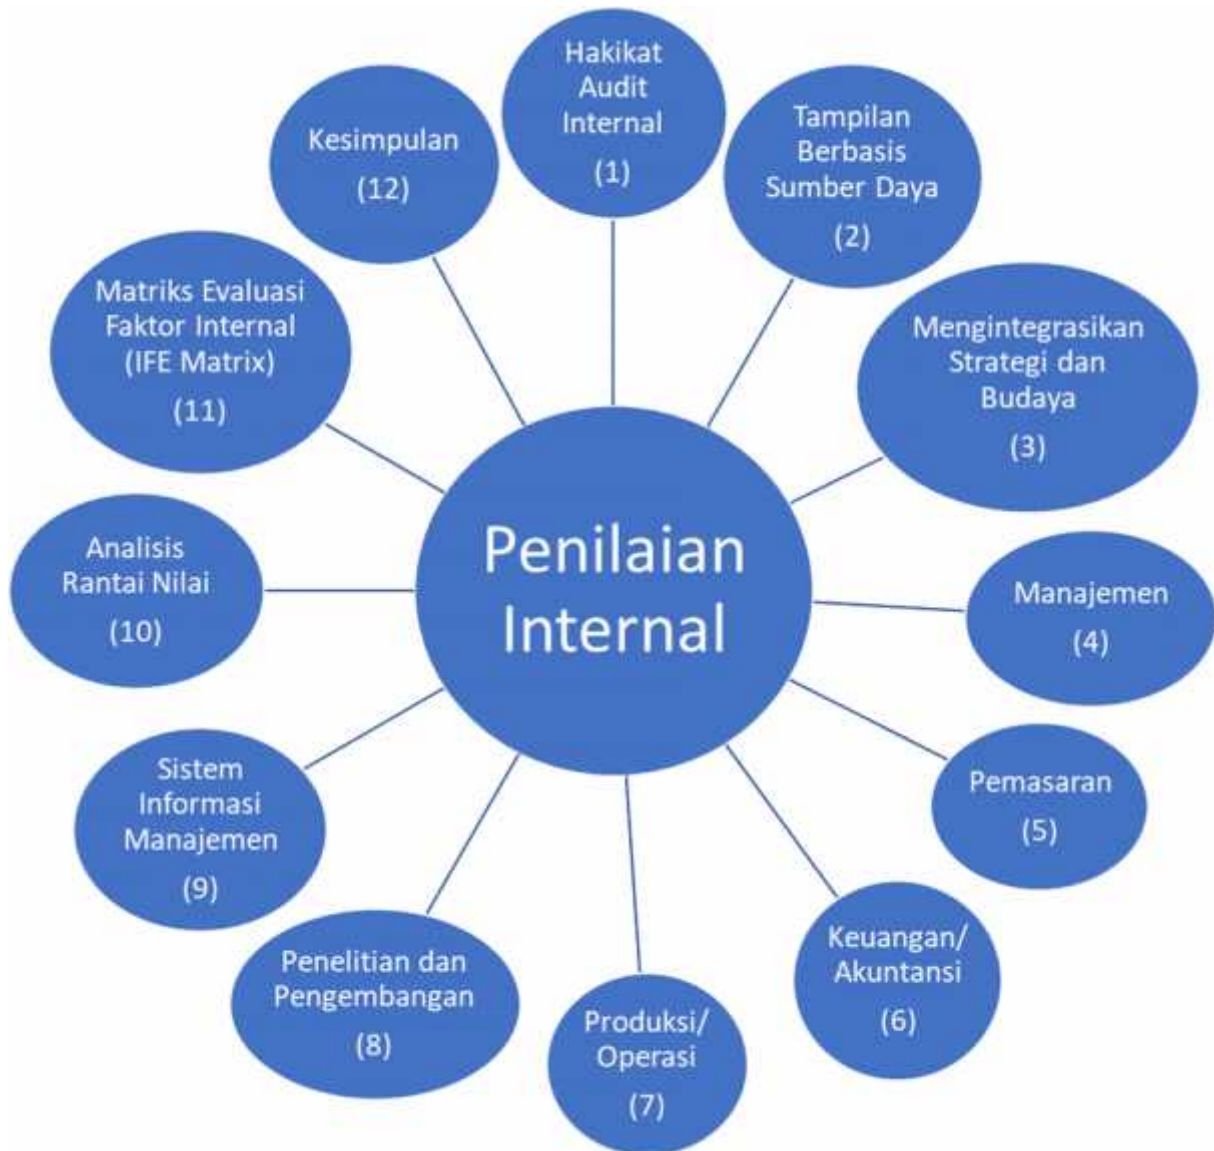 Penilaian
Internal
Hakikat
Audit
Internal
(1)
Tampilan
Berbasis
Sumber Daya
(2)
Mengintegrasikan
Strategi dan
Budaya
(3)
Manajemen
(4)
Pemasaran
(5)
Keuangan/
Akuntansi
(6)
Produksi/
Operasi
(7)
Penelitian dan
Pengembangan
(8)
Sistem
Informasi
Manajemen
(9)
Analisis
Rantai Nilai
(10)
Matriks Evaluasi
Faktor Internal
(IFE Matrix)
(11)
Kesimpulan
(12)